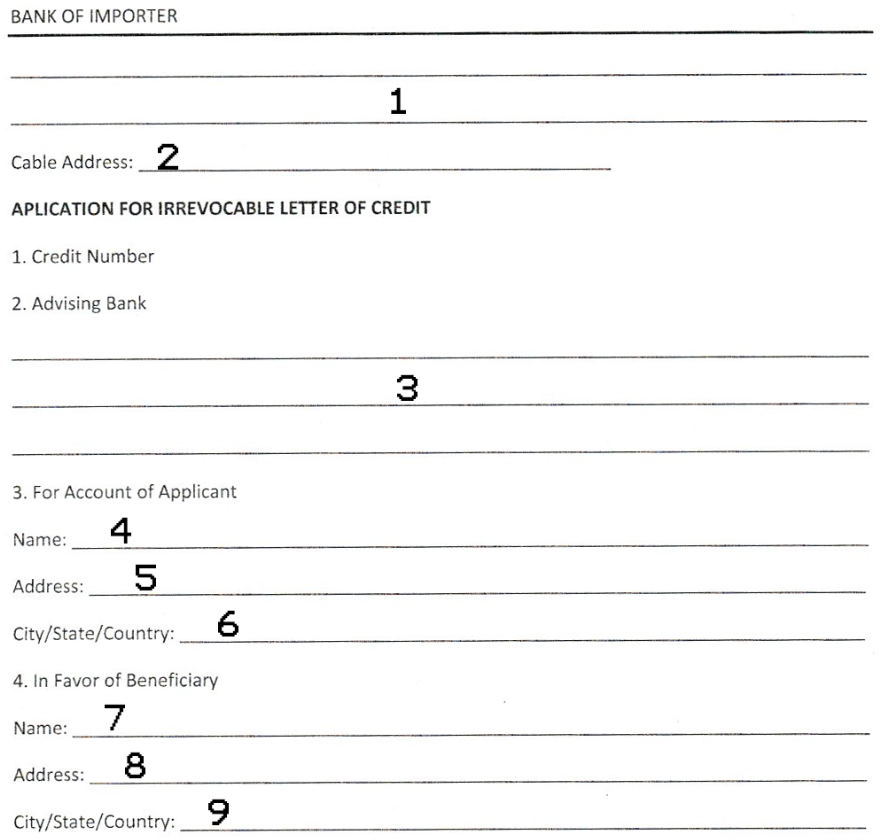 BANK OF IMPORTER
1
Cable Address: 2
APLICATION FOR IRREVOCABLE LETTER OF CREDIT
1. Credit Number
2. Advising Bank
3
3. For Account of Applicant
Name: 4
Address: 5
City/State/Country: 6
4. In Favor of Beneficiary
Name: 7
Address: 8
City/State/Country: 9